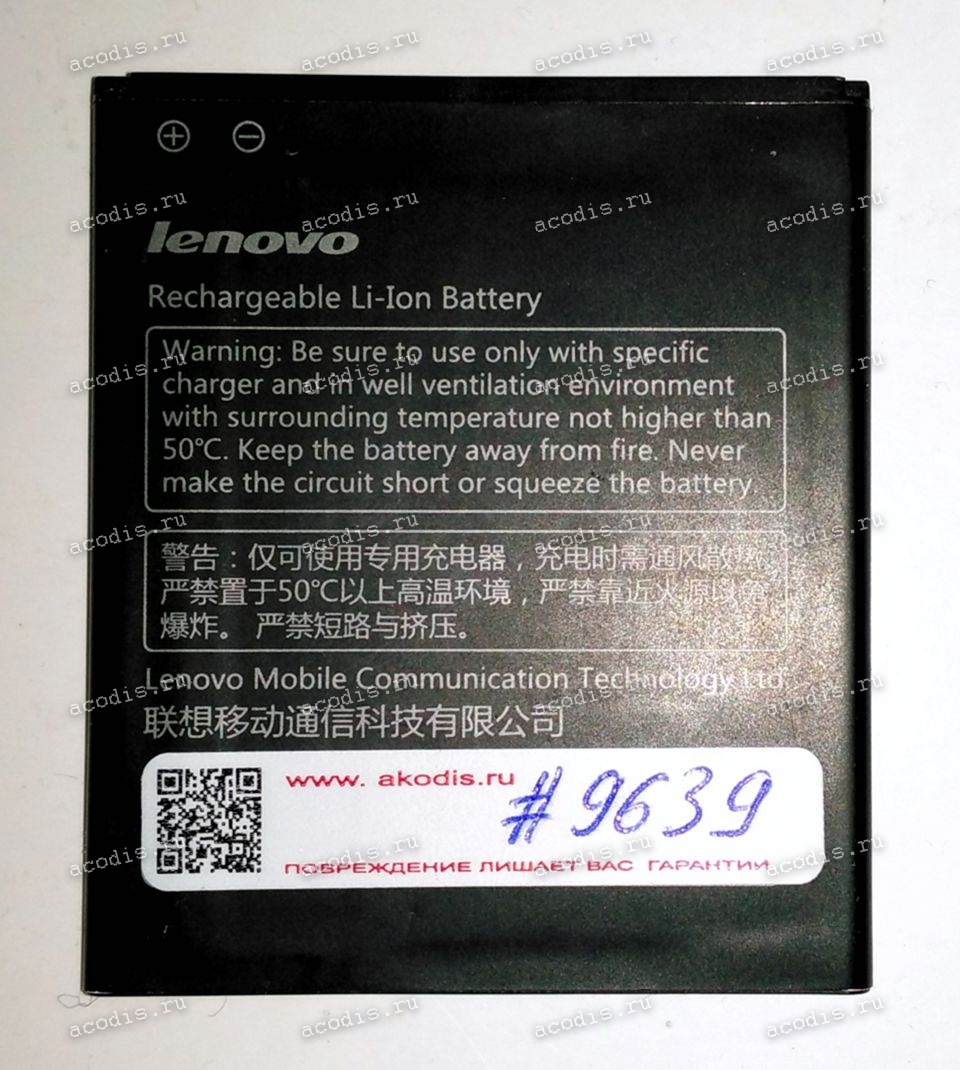 lenovo
Rechargeable Li-Ion Battery
Warning: Be sure to use only with specific
charger and in well ventilation environment
with surrounding temperature not higher than
50℃. Keep the battery away from fire. Never
make the circuit short or squeeze the battery
警告：仅可使用专用充电器，充电时需通风散热，
严禁置于50℃以上高温环境，严禁靠近火源以免
爆炸。 严禁短路与挤压。
Lenovo Mobile Communication Technology Ltd.
联想移动通信科技有限公司
www. akodis.ru
#9639
ПОВРЕЖДЕНИЕ ЛИШАЕТ ВАС ГАРАНТИИ
acodis.ru